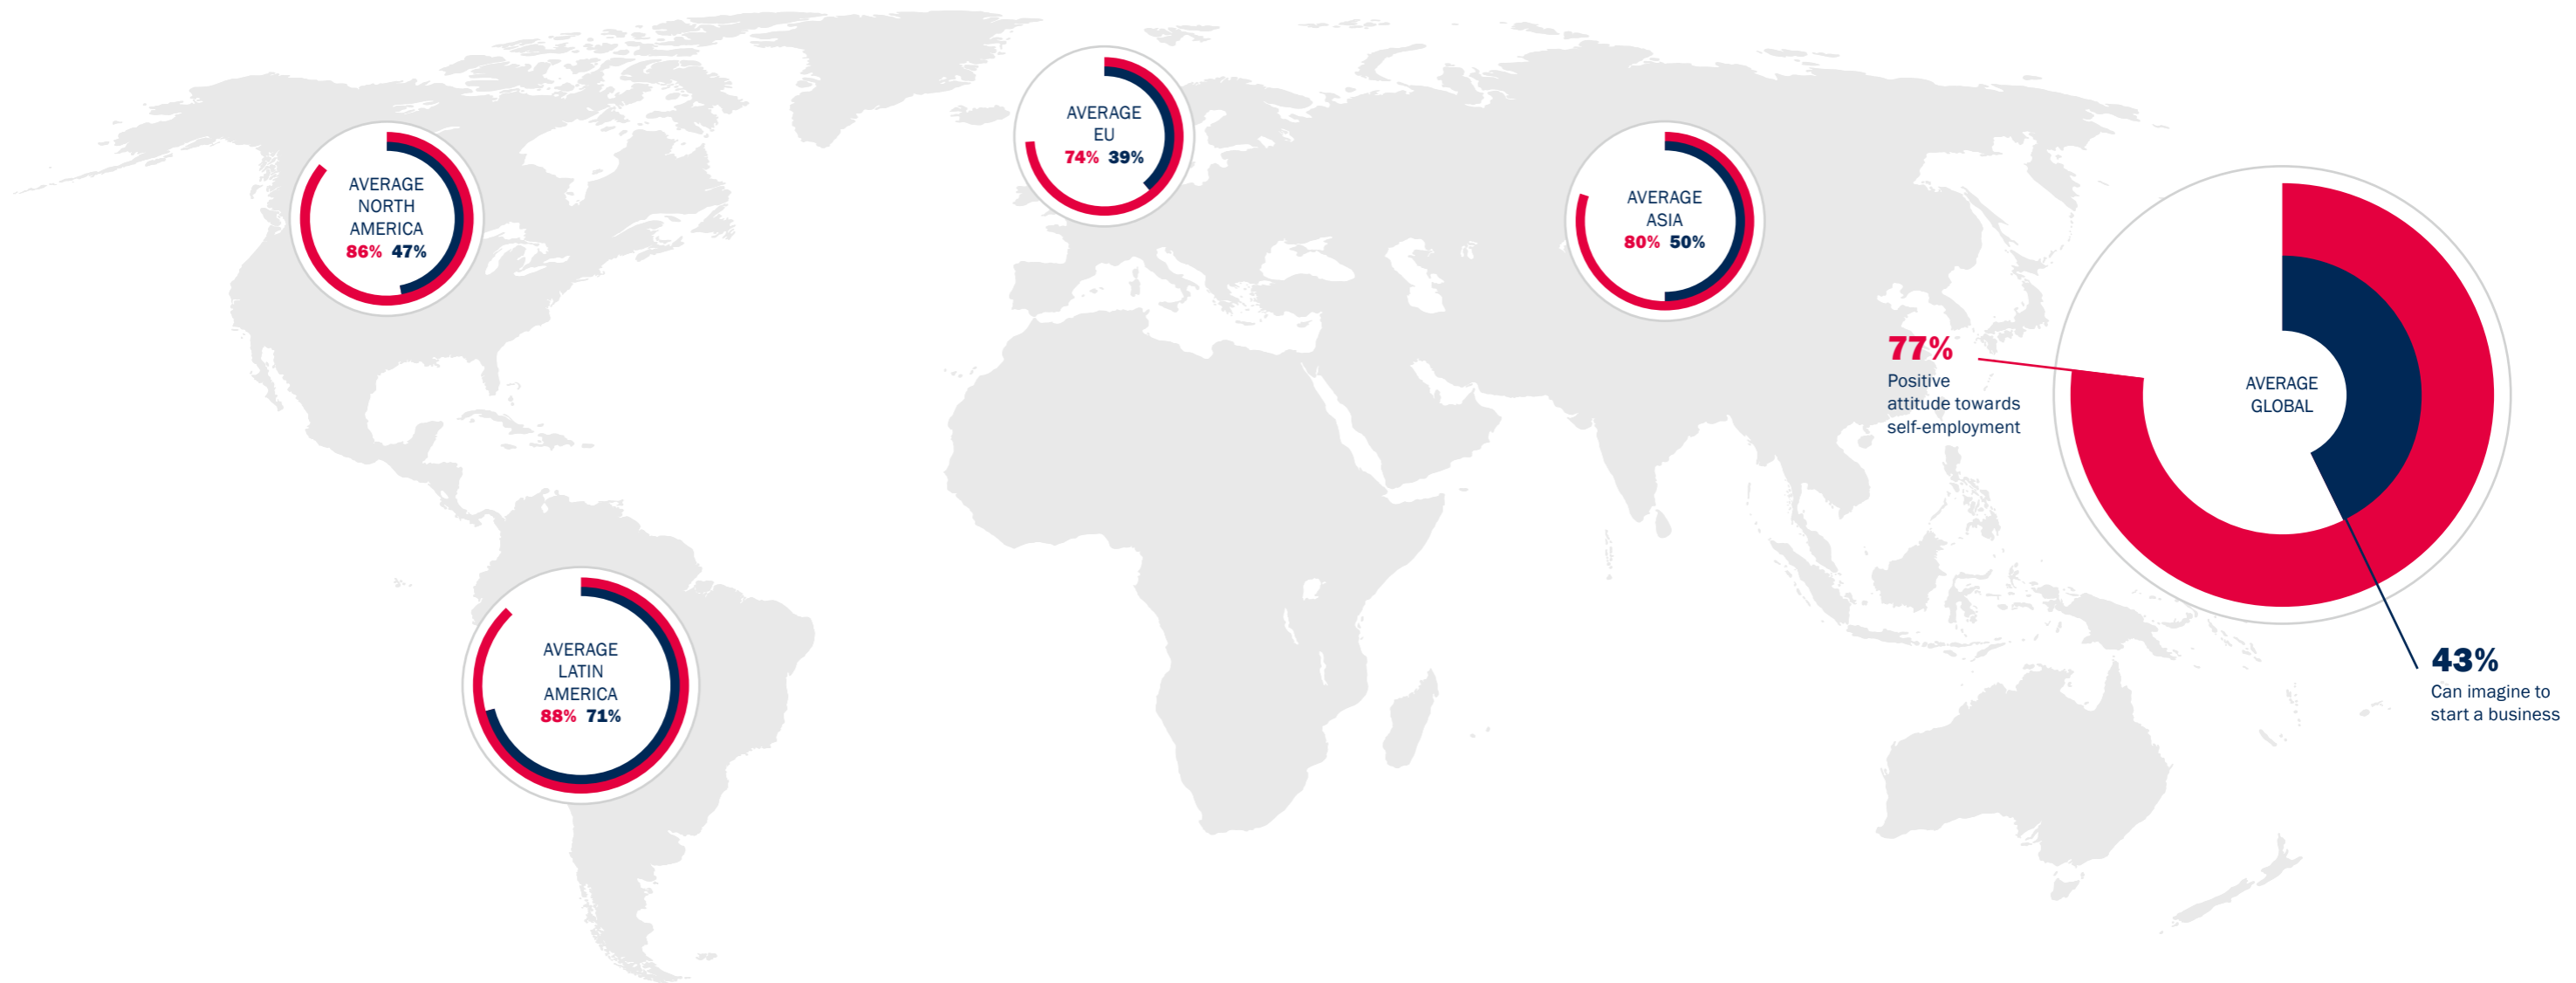 AVERAGE
NORTH
AMERICA
86% 47%
AVERAGE
EU
74% 39%
AVERAGE
ASIA
80% 50%
AVERAGE
LATIN
AMERICA
88% 71%
77%
Positive
attitude towards
self-employment
AVERAGE
GLOBAL
43%
Can imagine to
start a business